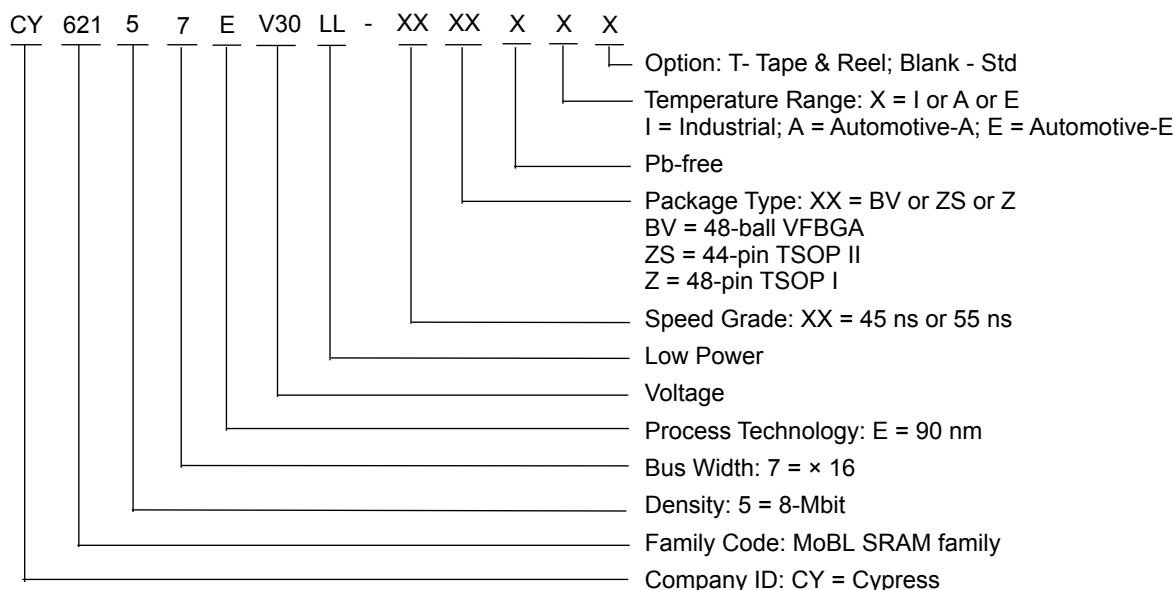 CY 621 5 7 E V30 LL - XX XX X X X
Option: T- Tape & Reel; Blank - Std
Temperature Range: X = I or A or E
I = Industrial; A = Automotive-A; E = Automotive-E
Pb-free
Package Type: XX = BV or ZS or Z
BV = 48-ball VFBGA
ZS = 44-pin TSOP II
Z = 48-pin TSOP I
Speed Grade: XX = 45 ns or 55 ns
Low Power
Voltage
Process Technology: E = 90 nm
Bus Width: 7 = × 16
Density: 5 = 8-Mbit
Family Code: MoBL SRAM family
Company ID: CY = Cypress